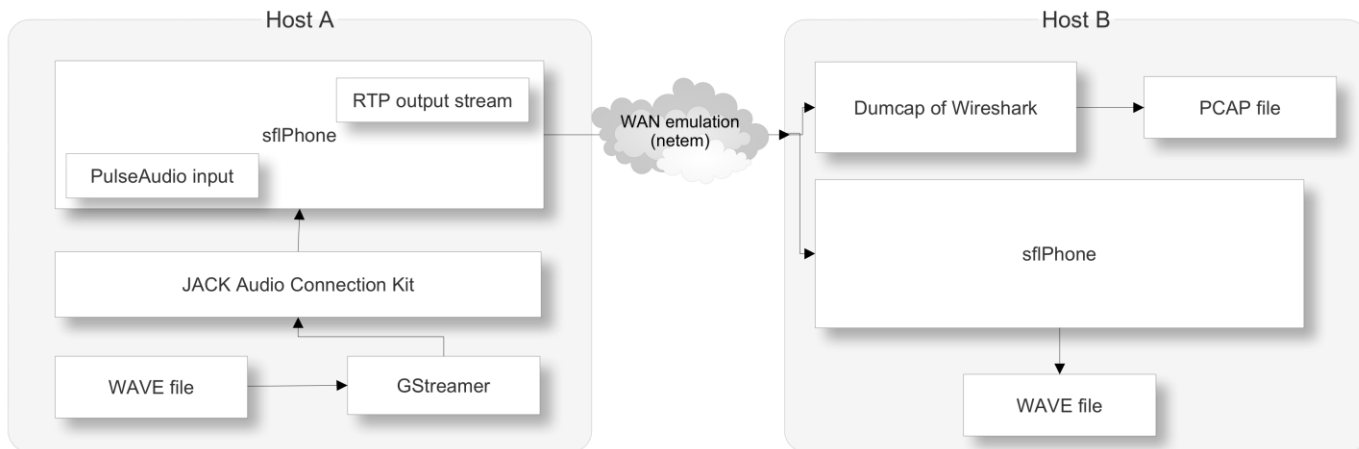 Host A
RTP output stream
sflPhone
PulseAudio input
JACK Audio Connection Kit
WAVE file
GStreamer
WAN emulation
(netem)
Host B
Dumcap of Wireshark
PCAP file
sflPhone
WAVE file